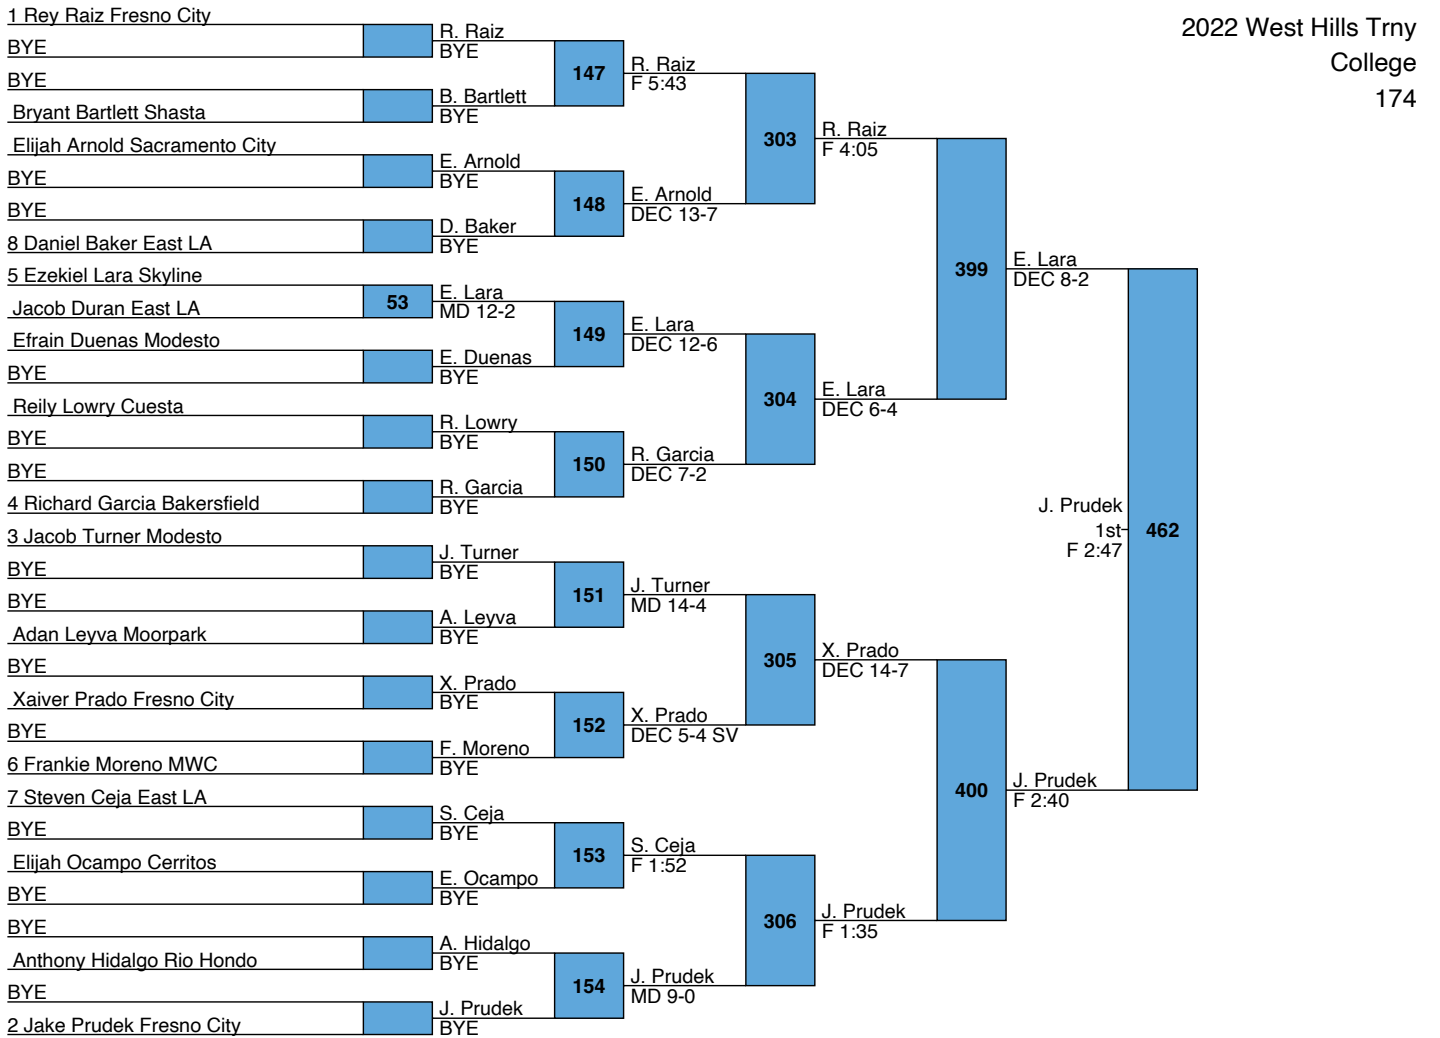 2022 West Hills Trny
College
174
1 Rey Raiz Fresno City
BYE
BYE
Bryant Bartlett Shasta
Elijah Arnold Sacramento City
BYE
BYE
8 Daniel Baker East LA
5 Ezekiel Lara Skyline
Jacob Duran East LA
Efrain Duenas Modesto
BYE
Reily Lowry Cuesta
BYE
BYE
4 Richard Garcia Bakersfield
3 Jacob Turner Modesto
BYE
BYE
Adan Leyva Moorpark
BYE
Xaiver Prado Fresno City
BYE
6 Frankie Moreno MWC
7 Steven Ceja East LA
BYE
Elijah Ocampo Cerritos
BYE
BYE
Anthony Hidalgo Rio Hondo
BYE
2 Jake Prudek Fresno City
53
R. Raiz
BYE
B. Bartlett
BYE
E. Arnold
BYE
D. Baker
BYE
E. Lara
MD 12-2
E. Duenas
BYE
R. Lowry
BYE
R. Garcia
BYE
J. Turner
BYE
A. Leyva
BYE
X. Prado
BYE
F. Moreno
BYE
S. Ceja
BYE
E. Ocampo
BYE
A. Hidalgo
BYE
J. Prudek
BYE
147
148
149
150
151
152
153
154
R. Raiz
F 5:43
E. Arnold
DEC 13-7
E. Lara
DEC 12-6
R. Garcia
DEC 7-2
J. Turner
MD 14-4
X. Prado
DEC 5-4 SV
S. Ceja
F 1:52
J. Prudek
MD 9-0
303
304
305
306
R. Raiz
F 4:05
E. Lara
DEC 6-4
X. Prado
DEC 14-7
J. Prudek
F 1:35
399
400
E. Lara
DEC 8-2
J. Prudek
F 2:40
J. Prudek
1st
F 2:47
462